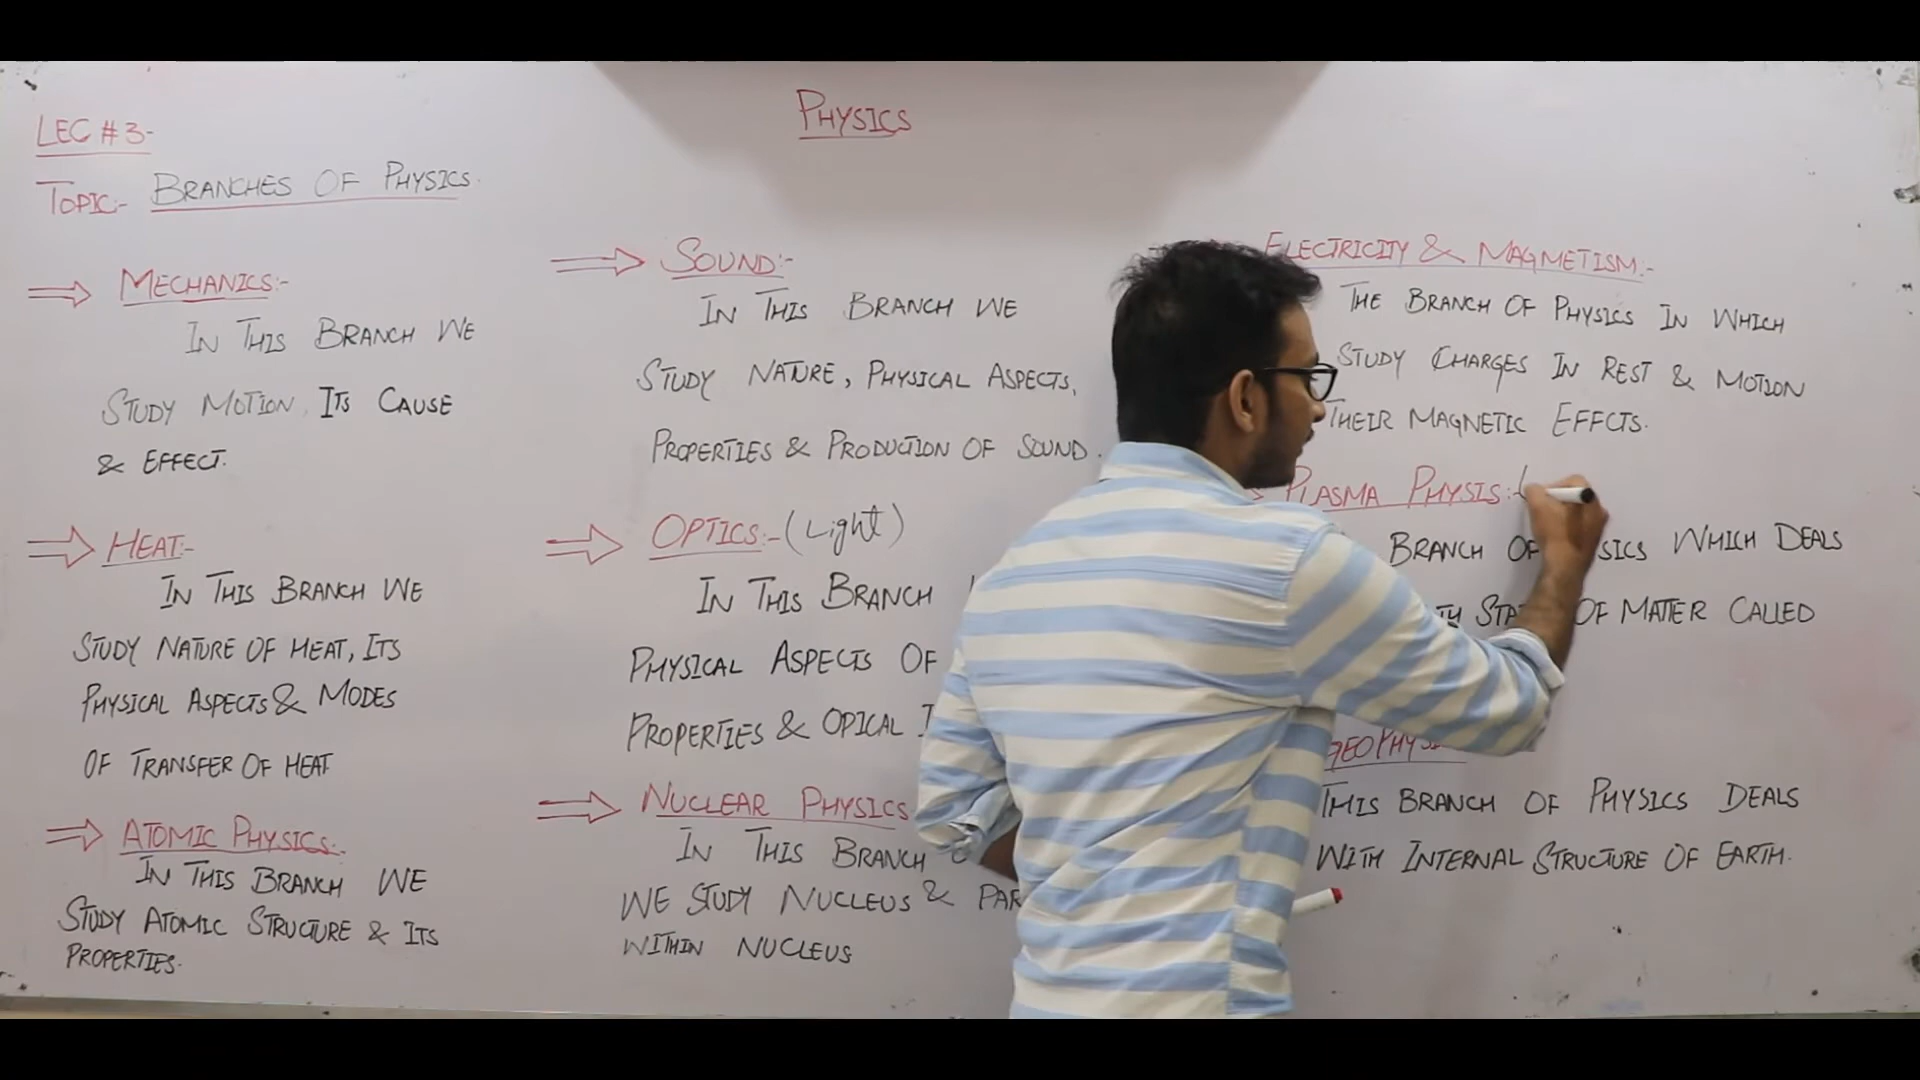 PHYSICS
LEC # 3-
TOPIC:- BRANCHES OF PHYSICS.
MECHANICS:-
IN THIS BRANCH WE
STUDY MOTION, ITS CAUSE
& EFFECT.
HEAT:-
IN THIS BRANCH WE
STUDY NATURE OF HEAT, ITS
PHYSICAL ASPECTS & MODES
OF TRANSFER OF HEAT
ATOMIC PHYSICS:-
IN THIS BRANCH WE
STUDY ATOMIC STRUCTURE & ITS
PROPERTIES.
SOUND:-
IN THIS BRANCH WE
STUDY NATURE, PHYSICAL ASPECTS,
PROPERTIES & PRODUCTION OF SOUND.
OPTICS:- (Light)
IN THIS BRANCH
PHYSICAL ASPECTS OF
PROPERTIES & OPICAL
NUCLEAR PHYSICS
IN THIS BRANCH
WE STUDY NUCLEUS & PAR
WITHIN NUCLEUS
ELECTRICITY & MAGNETISM:-
THE BRANCH OF PHYSICS IN WHICH
STUDY CHARGES IN REST & MOTION
THEIR MAGNETIC EFFECTS.
PLASMA PHYSIS:- (
BRANCH OF SICS WHICH DEALS
OF MATTER CALLED
GEOPHYSI
THIS BRANCH OF PHYSICS DEALS
WITH INTERNAL STRUCTURE OF EARTH.